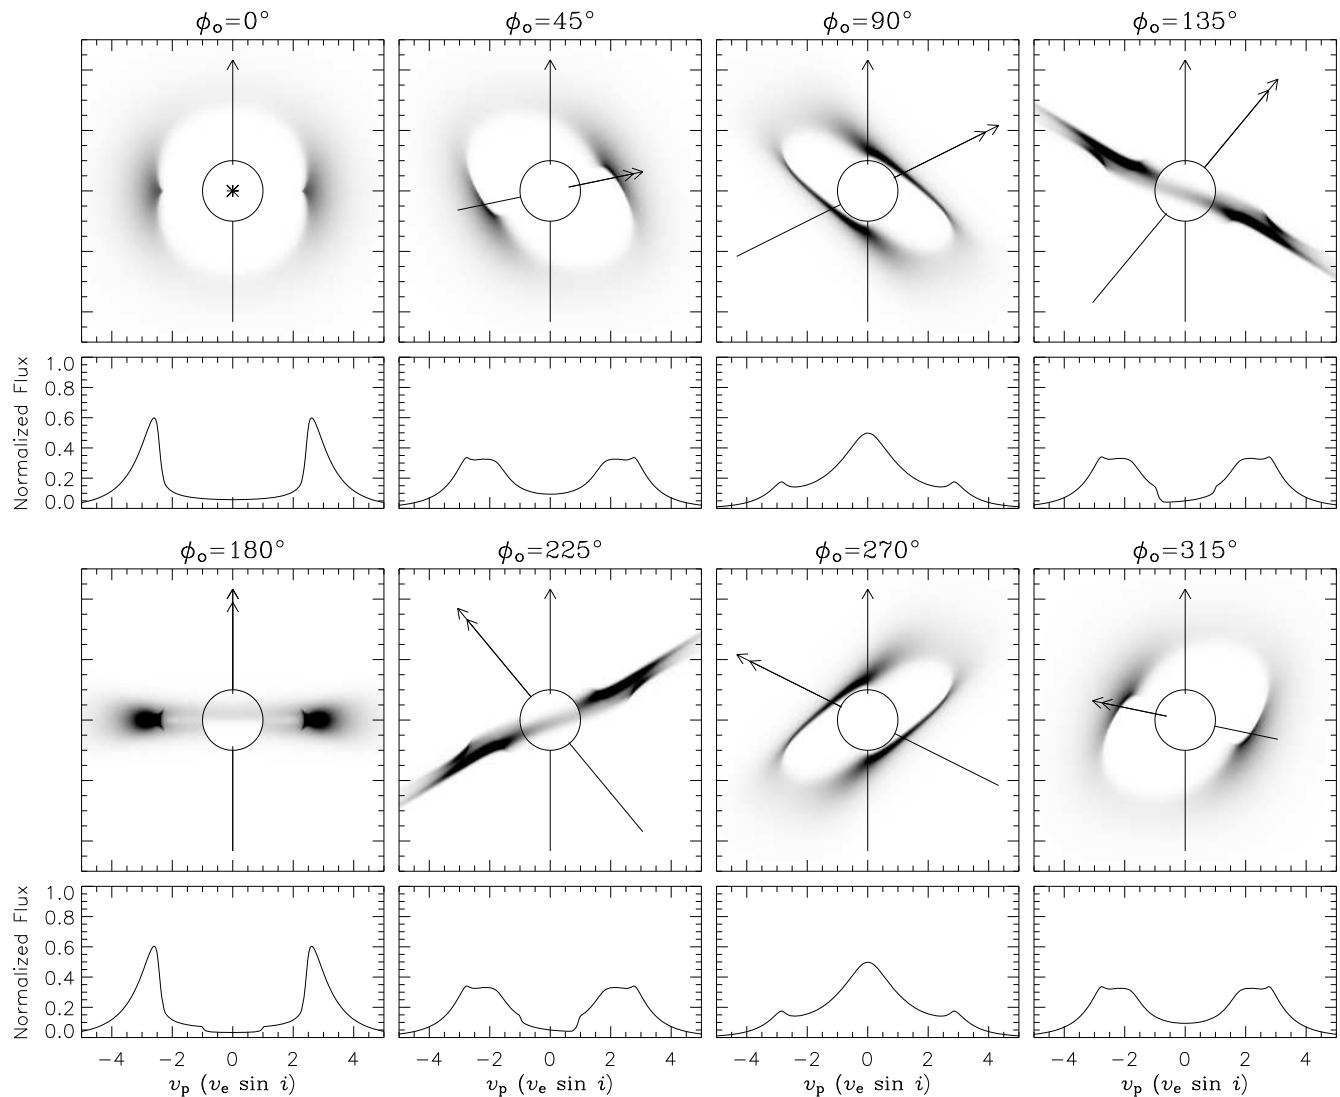 ϕₒ=0° ϕₒ=45° ϕₒ=90° ϕₒ=135°
1.0
0.8
0.6
0.4
0.2
0.0
Normalized Flux
ϕₒ=180° ϕₒ=225° ϕₒ=270° ϕₒ=315°
1.0
0.8
0.6
0.4
0.2
0.0
Normalized Flux
−4 −2 0 2 4 −4 −2 0 2 4 −4 −2 0 2 4 −4 −2 0 2 4
vₚ (vₑ sin i) vₚ (vₑ sin i) vₚ (vₑ sin i) vₚ (vₑ sin i)